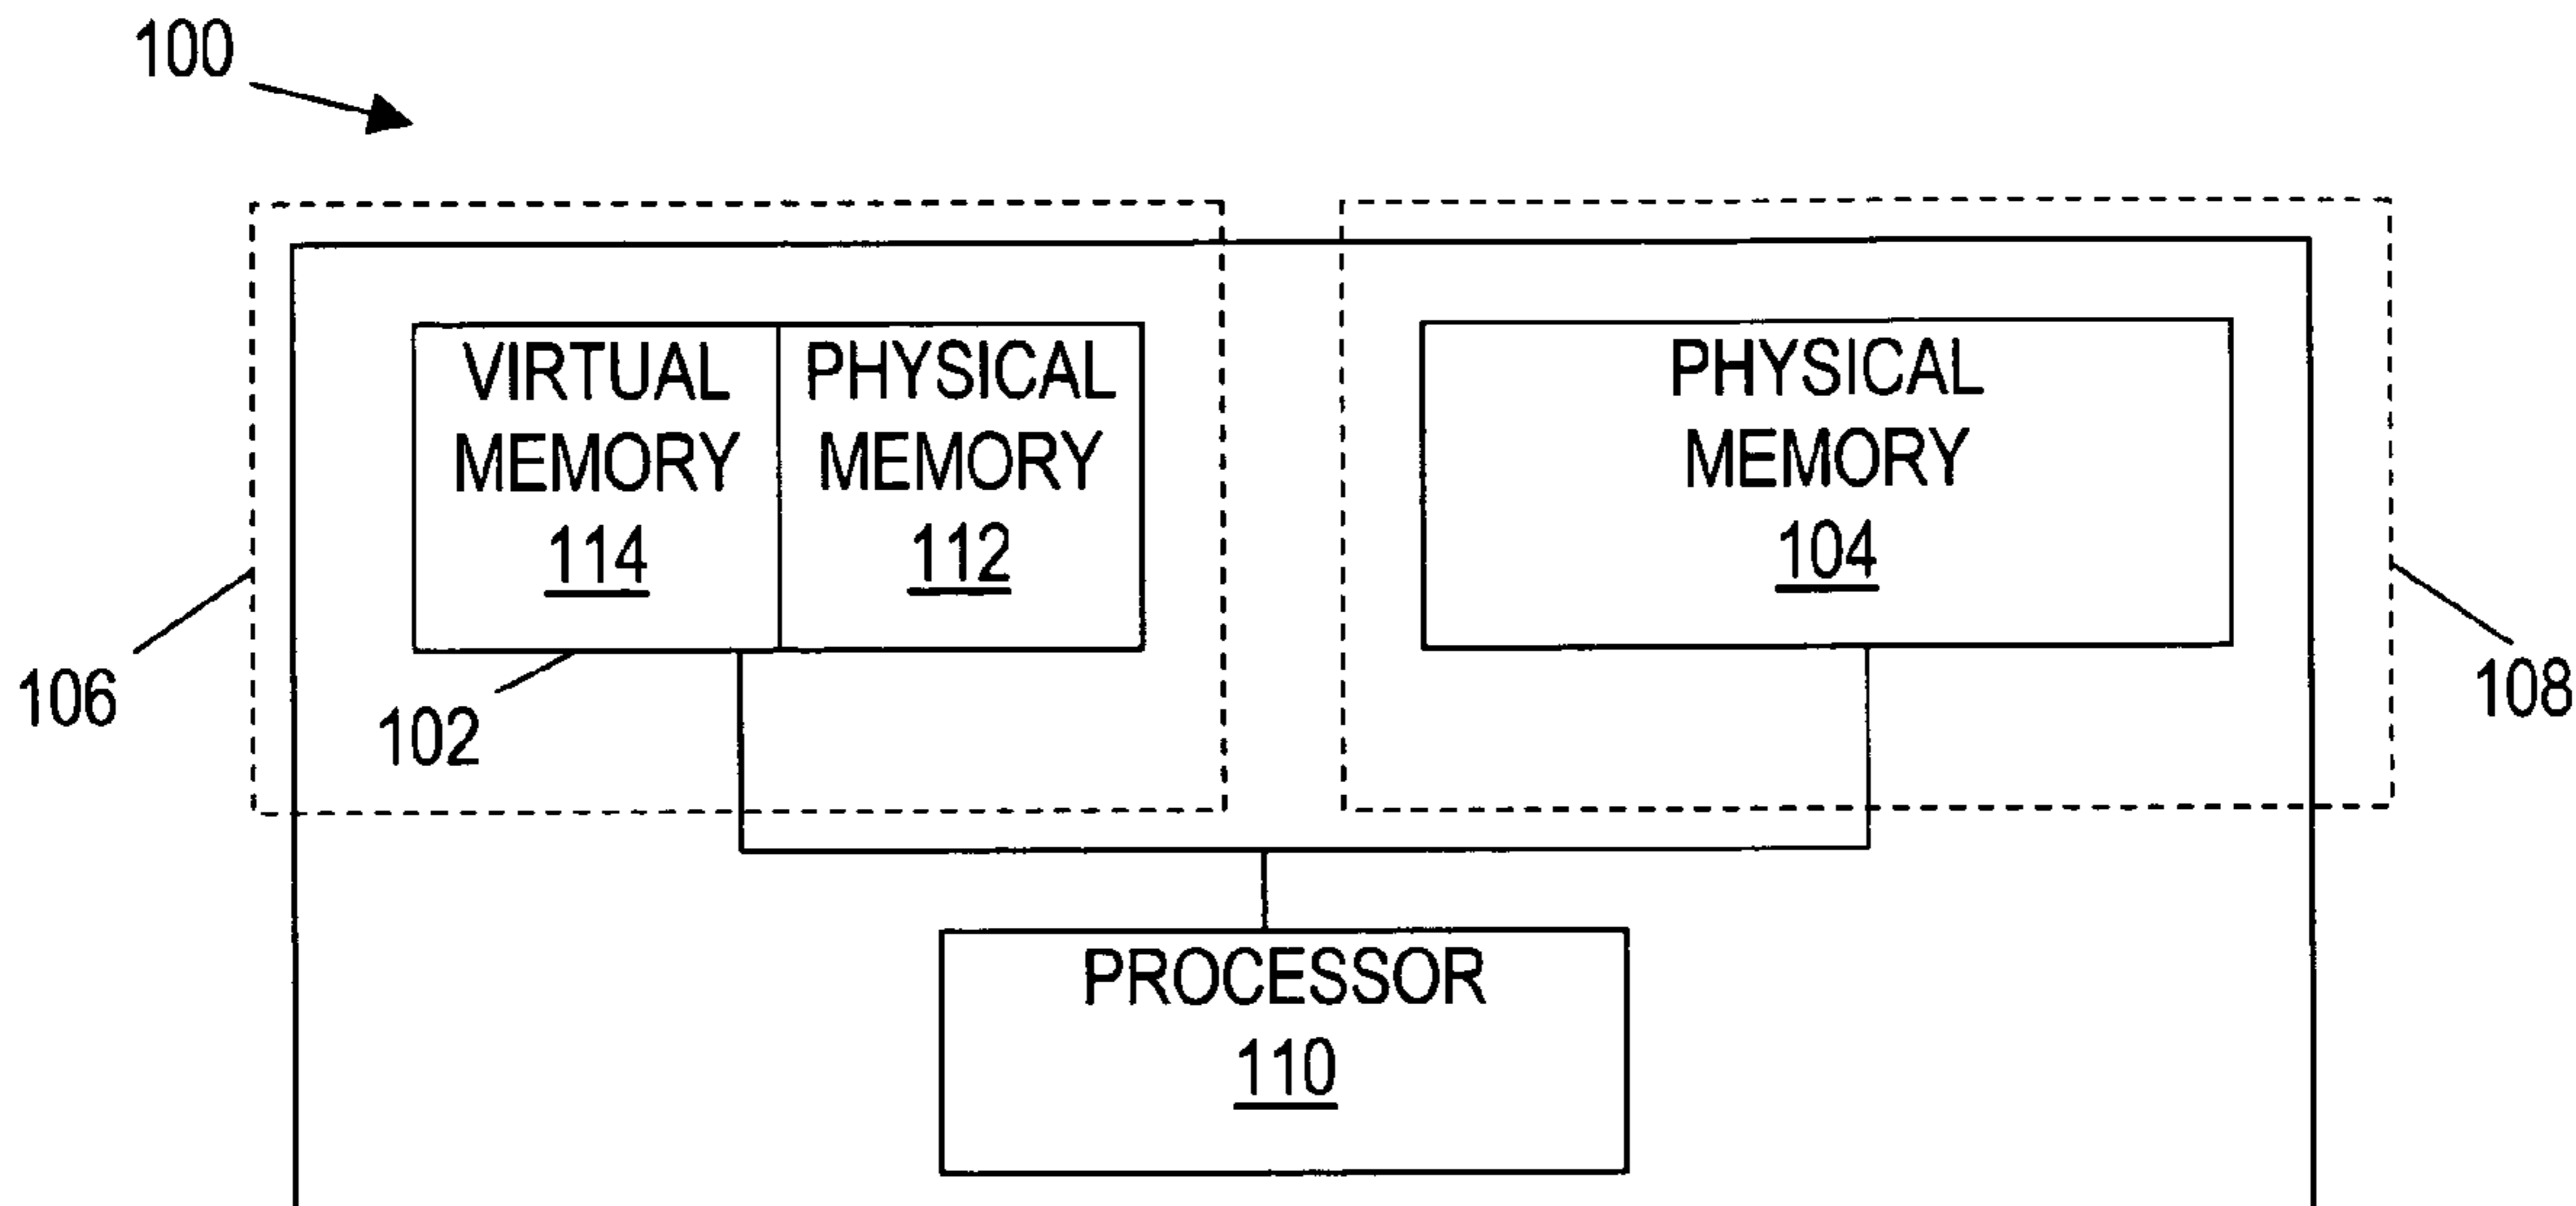 100
VIRTUAL
MEMORY
114
PHYSICAL
MEMORY
112
PHYSICAL
MEMORY
104
106
102
108
PROCESSOR
110